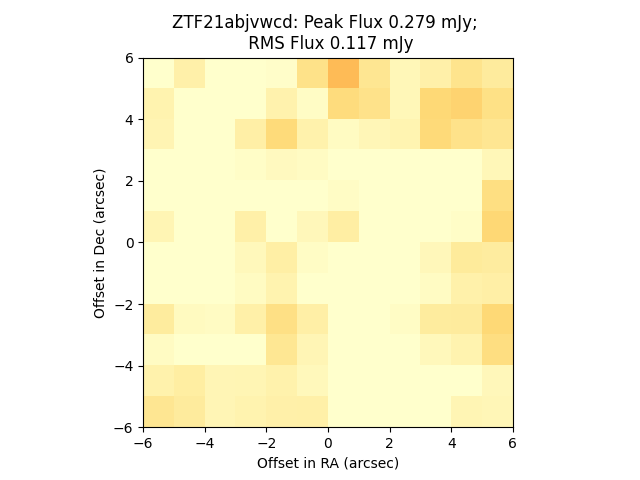 ZTF21abjvwcd: Peak Flux 0.279 mJy;
RMS Flux 0.117 mJy
6
4
2
0
−2
−4
−6
Offset in Dec (arcsec)
−6 −4 −2 0 2 4 6
Offset in RA (arcsec)